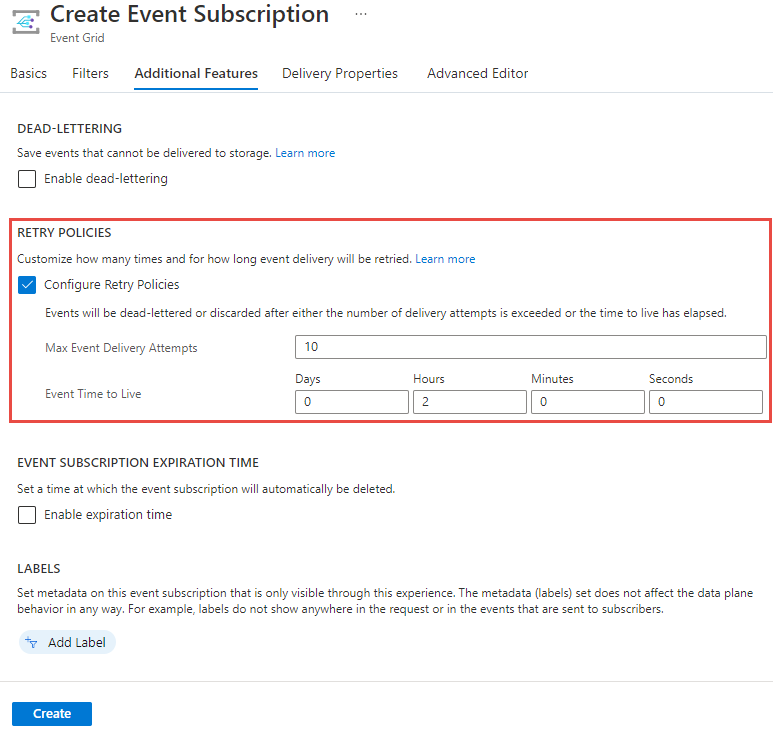 Create Event Subscription ...
Event Grid
Basics Filters Additional Features Delivery Properties Advanced Editor
DEAD-LETTERING
Save events that cannot be delivered to storage. Learn more
Enable dead-lettering
RETRY POLICIES
Customize how many times and for how long event delivery will be retried. Learn more
Configure Retry Policies
Events will be dead-lettered or discarded after either the number of delivery attempts is exceeded or the time to live has elapsed.
Max Event Delivery Attempts 10
Days Hours Minutes Seconds
Event Time to Live 0 2 0 0
EVENT SUBSCRIPTION EXPIRATION TIME
Set a time at which the event subscription will automatically be deleted.
Enable expiration time
LABELS
Set metadata on this event subscription that is only visible through this experience. The metadata (labels) set does not affect the data plane
behavior in any way. For example, labels do not show anywhere in the request or in the events that are sent to subscribers.
Add Label
Create